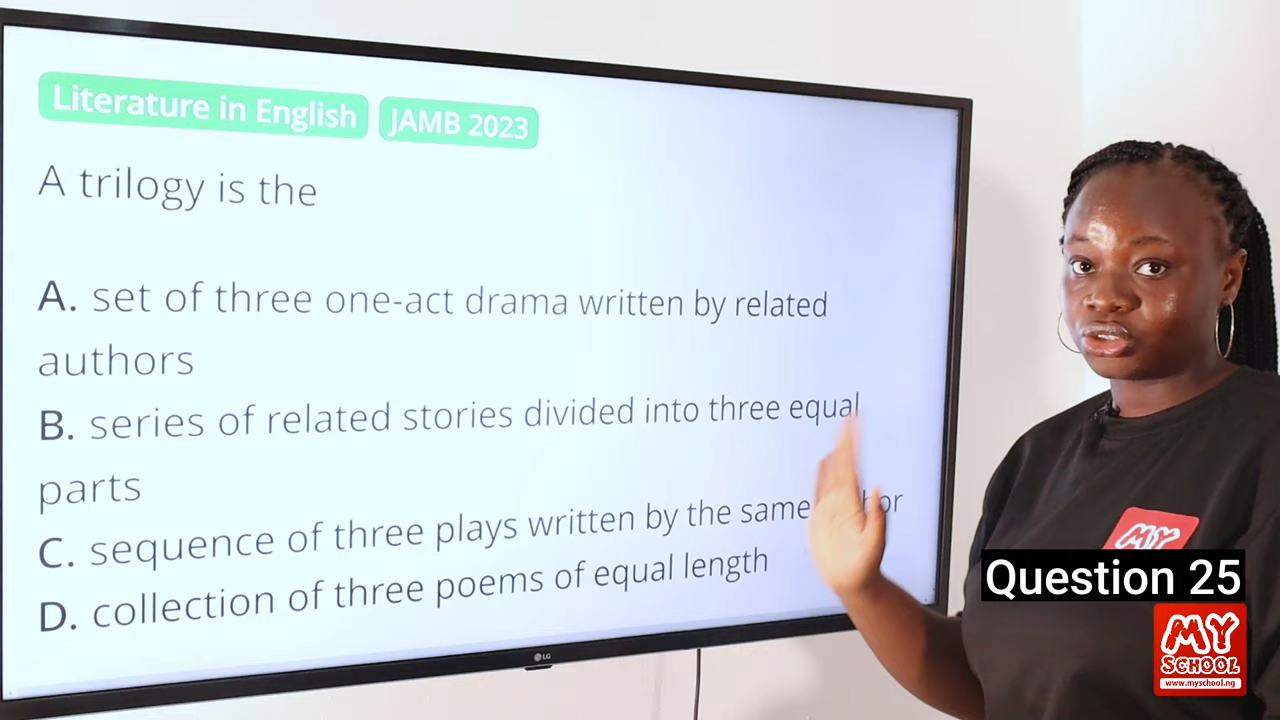 Literature in English JAMB 2023
A trilogy is the
A. set of three one-act drama written by related
authors
B. series of related stories divided into three equal
parts
C. sequence of three plays written by the same
D. collection of three poems of equal length
LG
MY
Question 25
MY
SCHOOL
www.myschool.ng